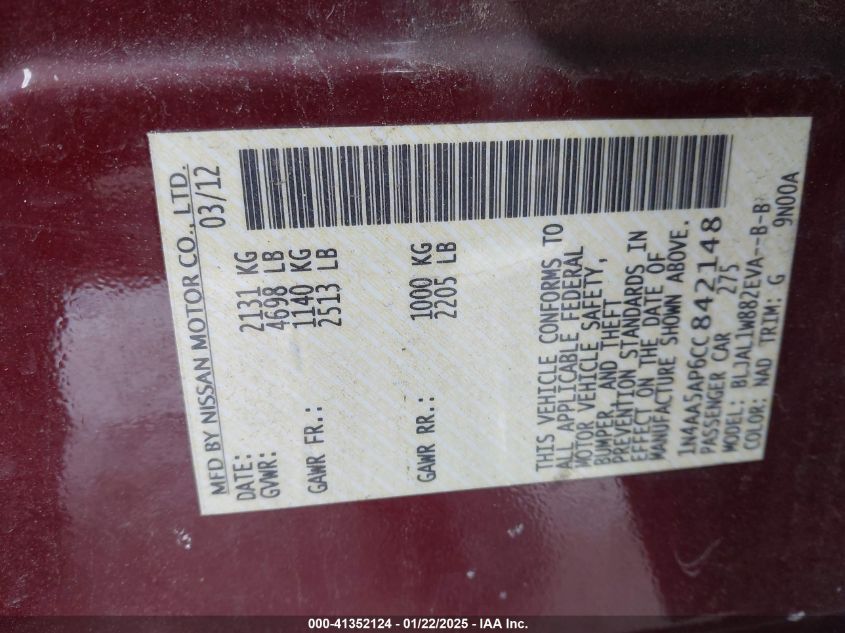 MFD BY NISSAN MOTOR CO., LTD.
DATE: 03/12
GVWR: 2131 KG
4698 LB
GAWR FR.: 1140 KG
2513 LB
GAWR RR.: 1000 KG
2205 LB
THIS VEHICLE CONFORMS TO
ALL APPLICABLE FEDERAL
MOTOR VEHICLE SAFETY,
BUMPER, AND THEFT
PREVENTION STANDARDS IN
EFFECT ON THE DATE OF
MANUFACTURE SHOWN ABOVE.
1N4AA5AP6CC842148
PASSENGER CAR 275
MODEL: BLJAL1W882EVA--B-B
COLOR: NAD TRIM: G 9N00A
000-41352124 - 01/22/2025 - IAA Inc.